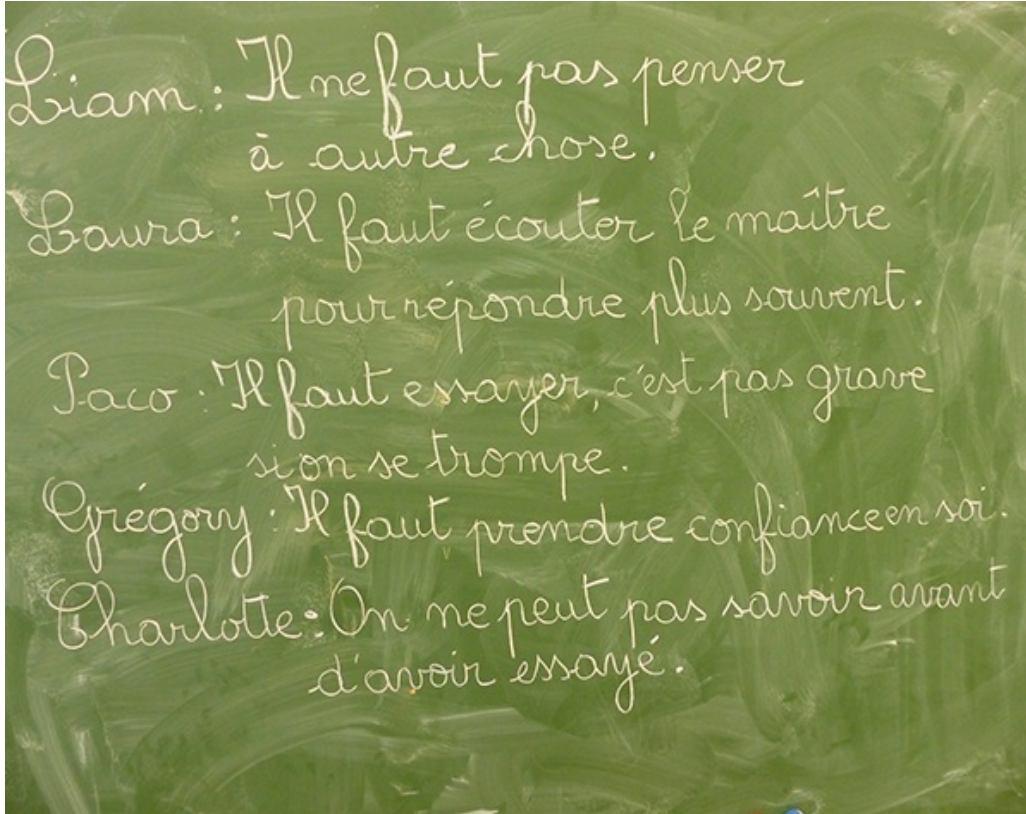 Liam : Il ne faut pas penser
à autre chose.
Laura : Il faut écouter le maître
pour répondre plus souvent.
Paco : Il faut essayer, c'est pas grave
si on se trompe.
Grégory : Il faut prendre confiance en soi.
Charlotte : On ne peut pas savoir avant
d'avoir essayé.